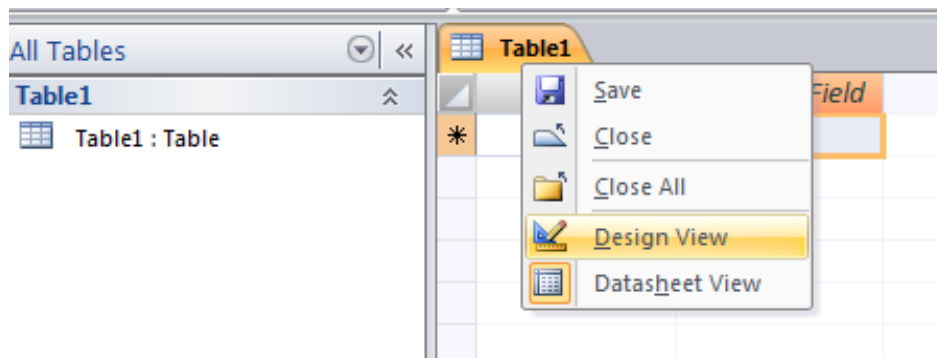 All Tables
Table1
Table1 : Table
Table1
Field
Save
Close
Close All
Design View
Datasheet View